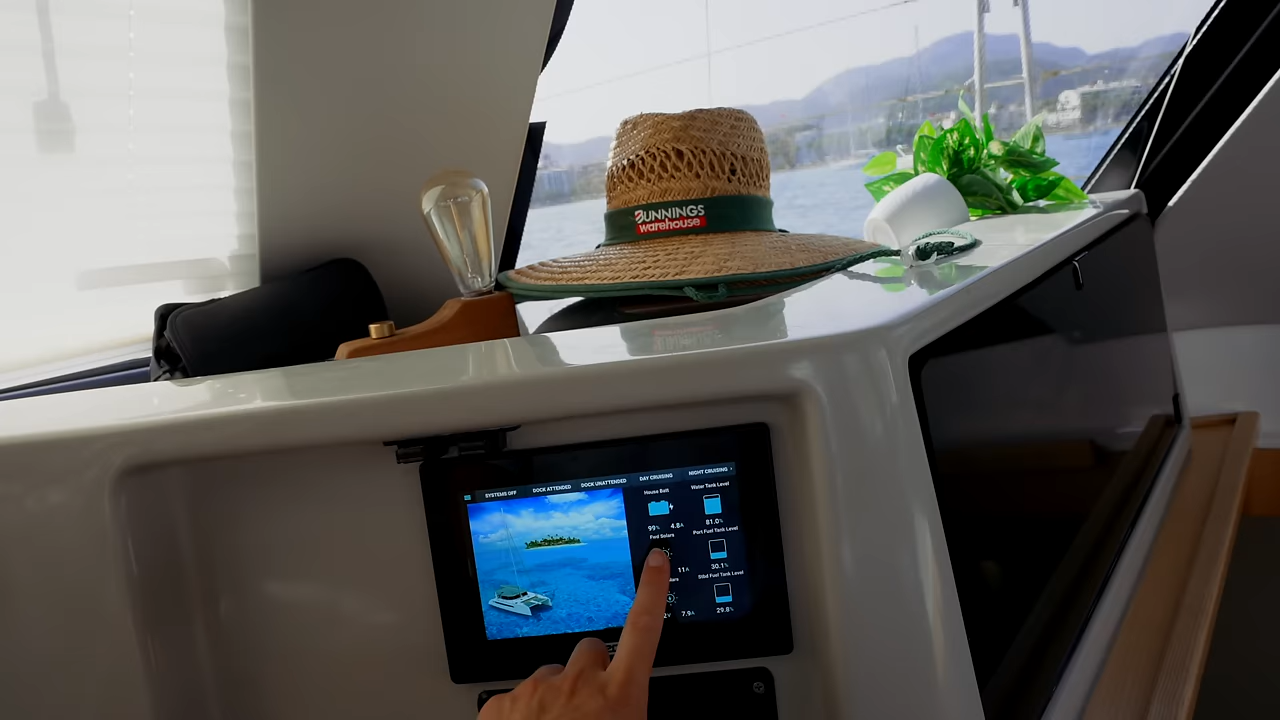 BUNNINGS
warehouse
SYSTEMS OFF DOCK ATTENDED DOCK UNATTENDED DAY CRUISING NIGHT CRUISING
House Batt Water Tank Level
99% 4.8A 81.0%
Fwd Solars Port Fuel Tank Level
11A 30.1%
Stbd Fuel Tank Level
7.9A 29.8%